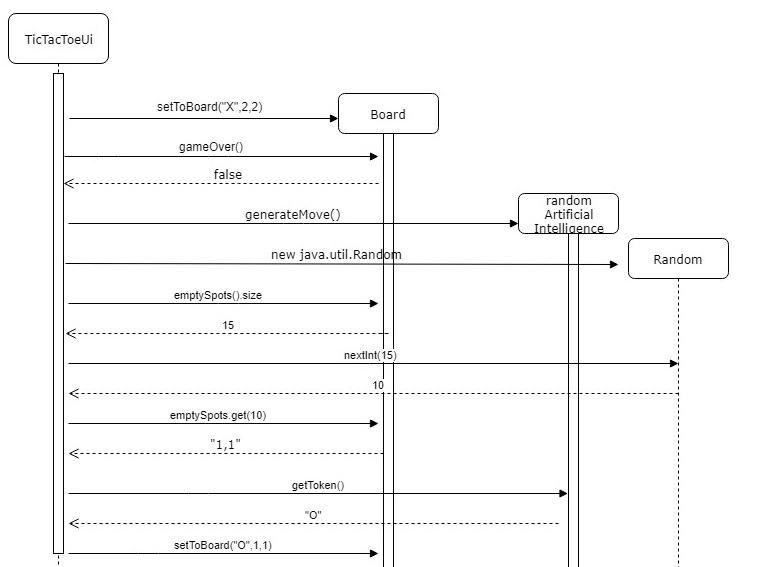 TicTacToeUi
setToBoard("X",2,2)
Board
gameOver()
false
random
Artificial
Intelligence
generateMove()
new java.util.Random
Random
emptySpots().size
15
nextInt(15)
10
emptySpots.get(10)
"1,1"
getToken()
"O"
setToBoard("O",1,1)